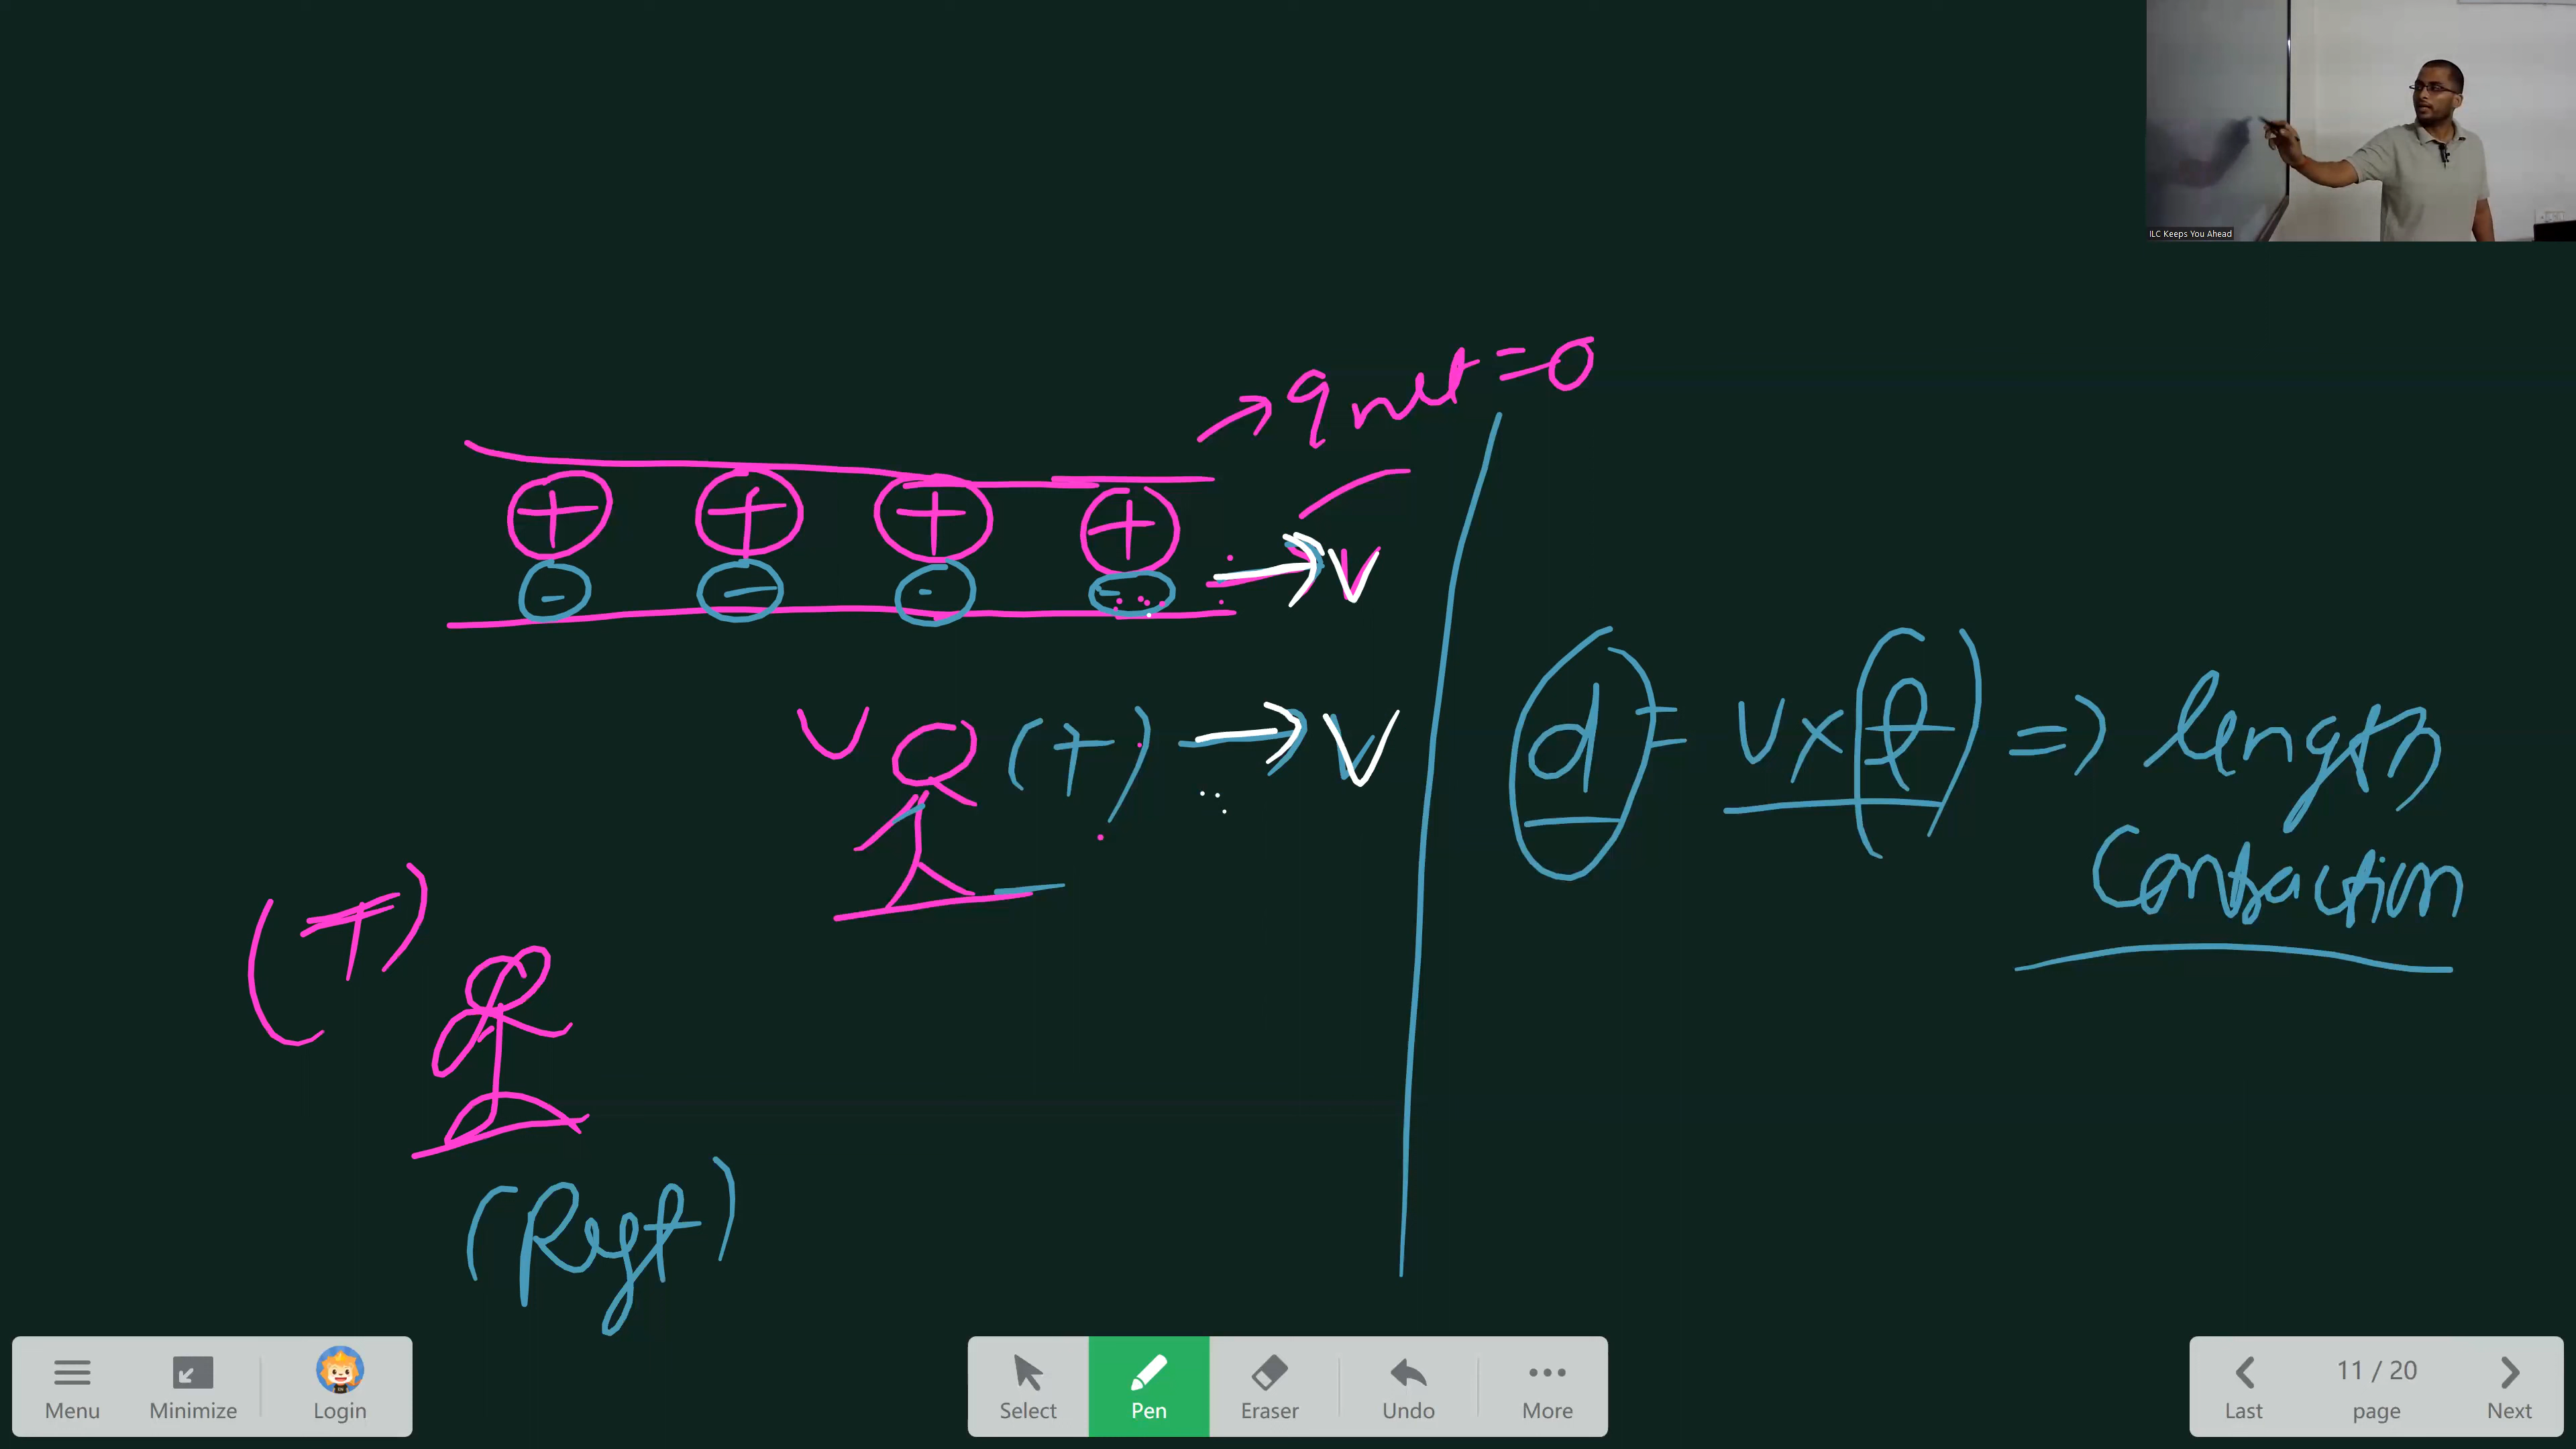 ILC Keeps You Ahead
→ q net = 0
+ + + +
- - - - → V
V (T) → V
d = v × (t) => length
Contraction
(T)
(Rest)
Menu Minimize Login Select Pen Eraser Undo More Last 11 / 20 page Next